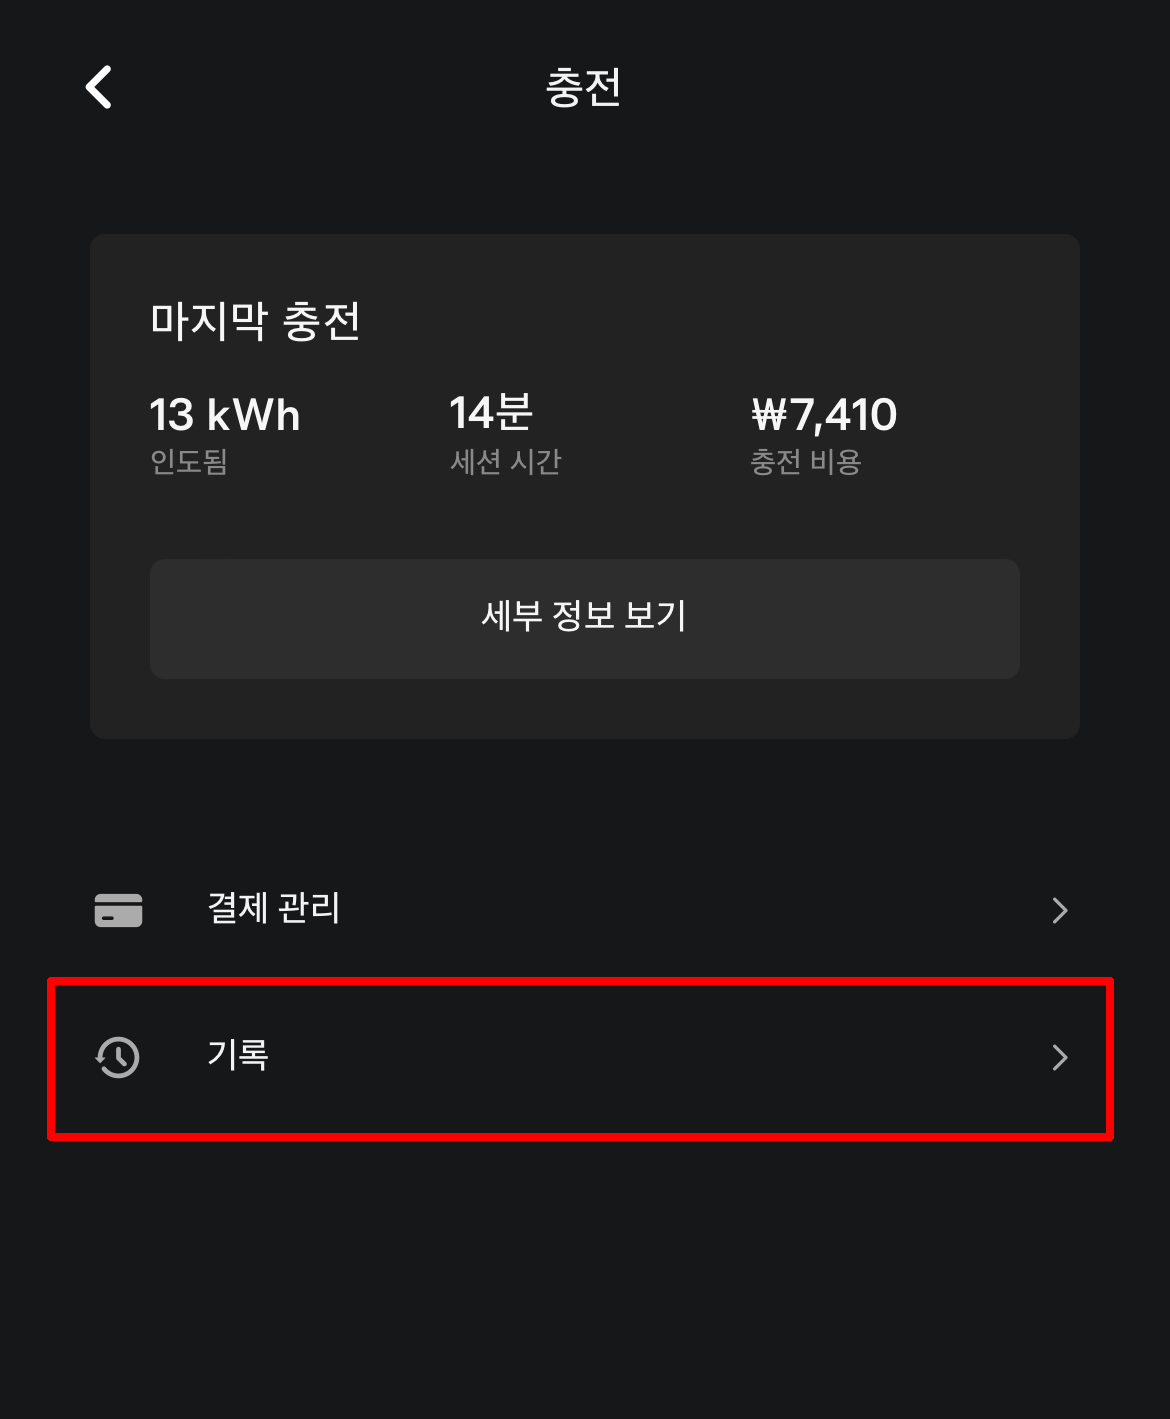 충전
마지막 충전
13 kWh 14분 ₩7,410
인도됨 세션 시간 충전 비용
세부 정보 보기
결제 관리
기록